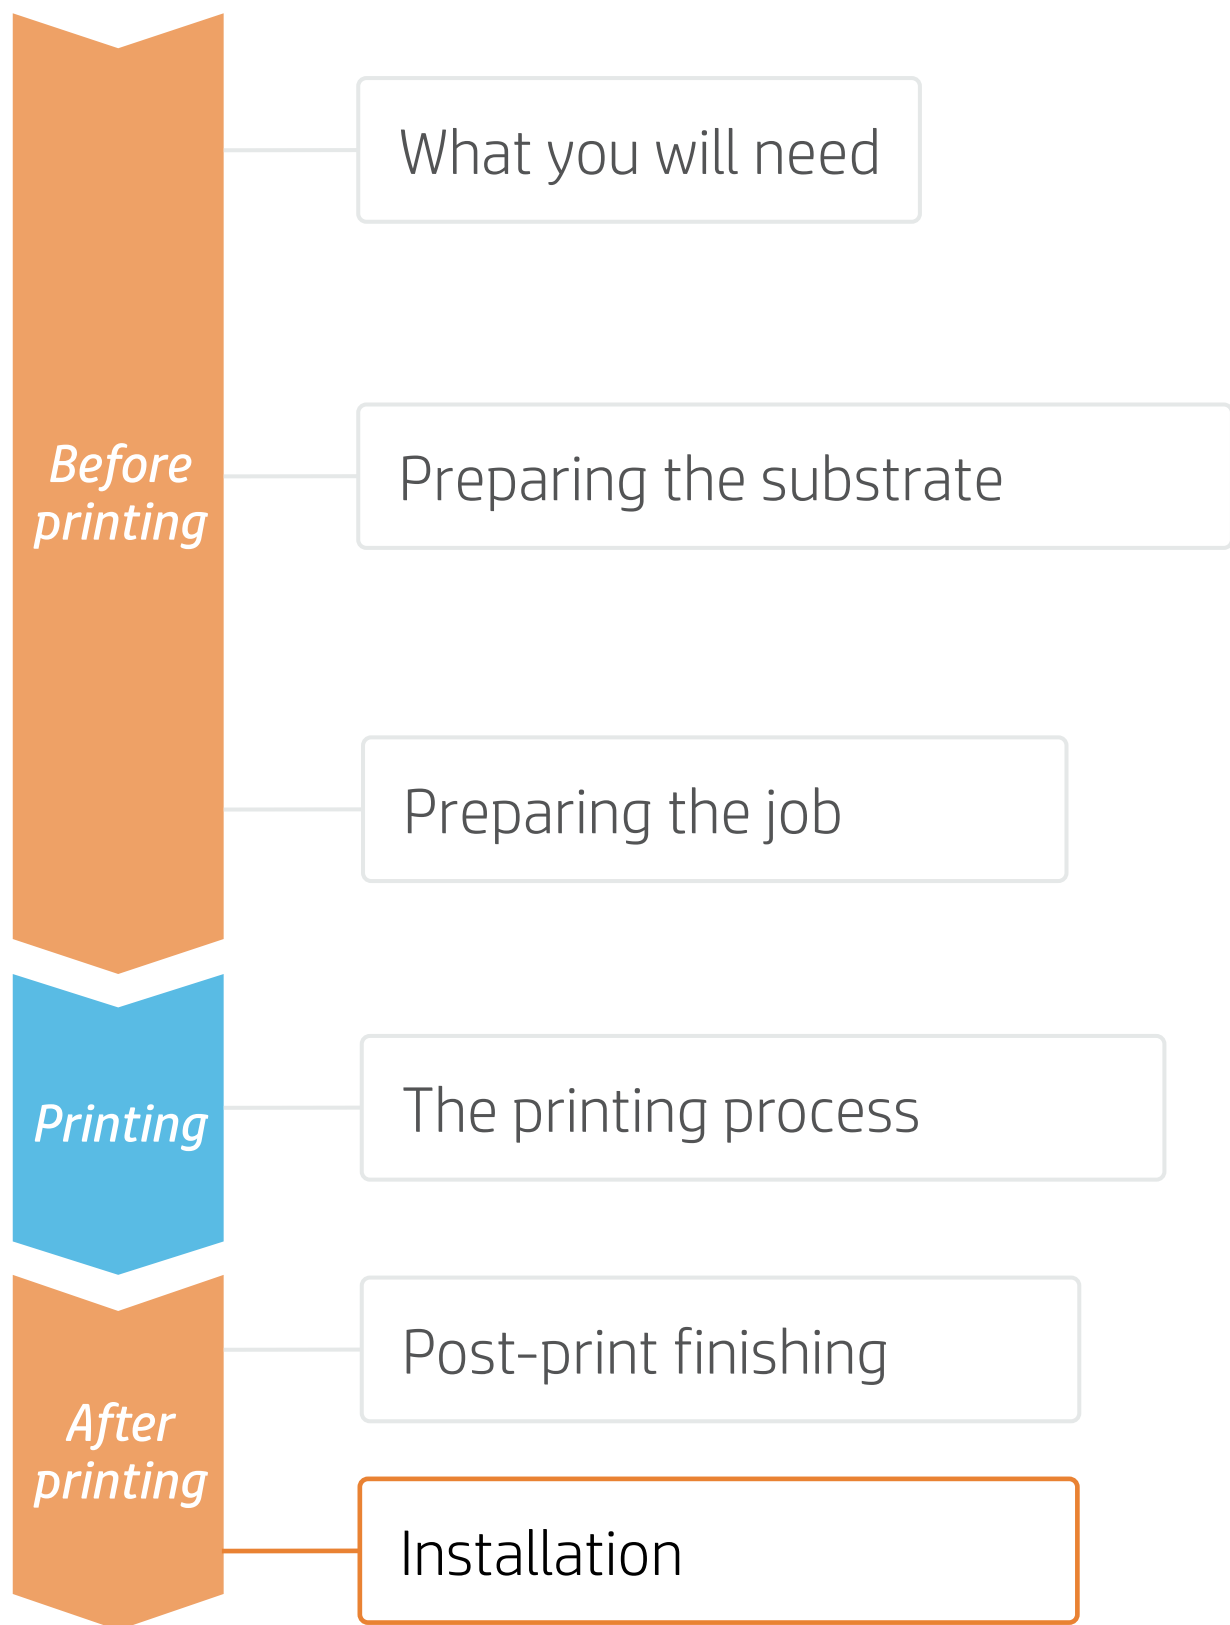 What you will need
Before
printing
Preparing the substrate
Preparing the job
Printing
The printing process
Post-print finishing
After
printing
Installation